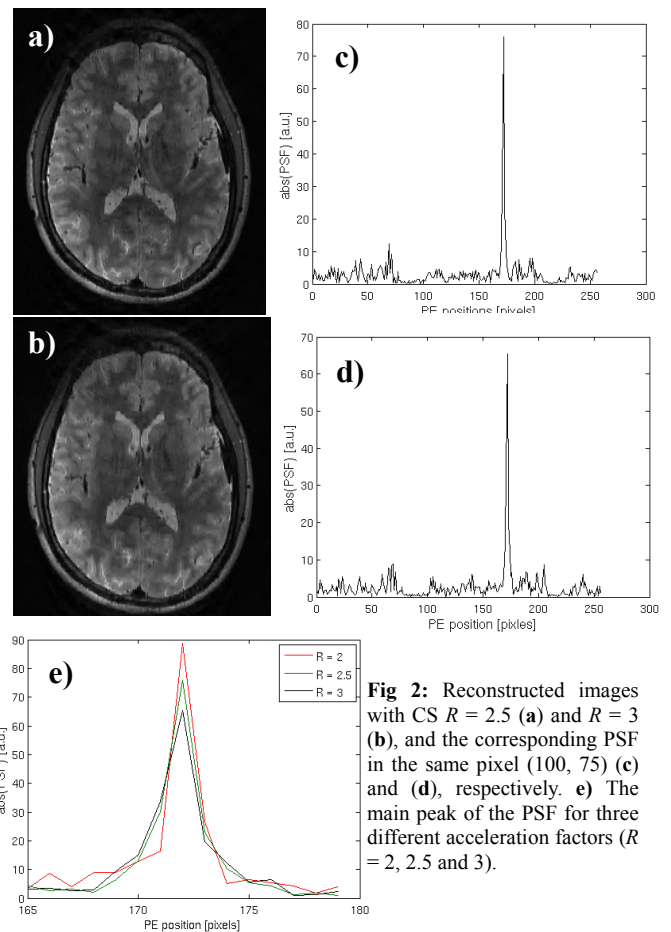 a)
c)
abs(PSF) [a.u.]
80
70
60
50
40
30
20
10
0
0 50 100 150 200 250 300
PE positions [pixels]
b)
d)
abs(PSF) [a.u.]
70
60
50
40
30
20
10
0
0 50 100 150 200 250 300
PE position [pixles]
e)
abs(PSF) [a.u.]
90
80
70
60
50
40
30
20
10
0
165 170 175 180
PE position [pixels]
R = 2
R = 2.5
R = 3
Fig 2: Reconstructed images
with CS R = 2.5 (a) and R = 3
(b), and the corresponding PSF
in the same pixel (100, 75) (c)
and (d), respectively. e) The
main peak of the PSF for three
different acceleration factors (R
= 2, 2.5 and 3).